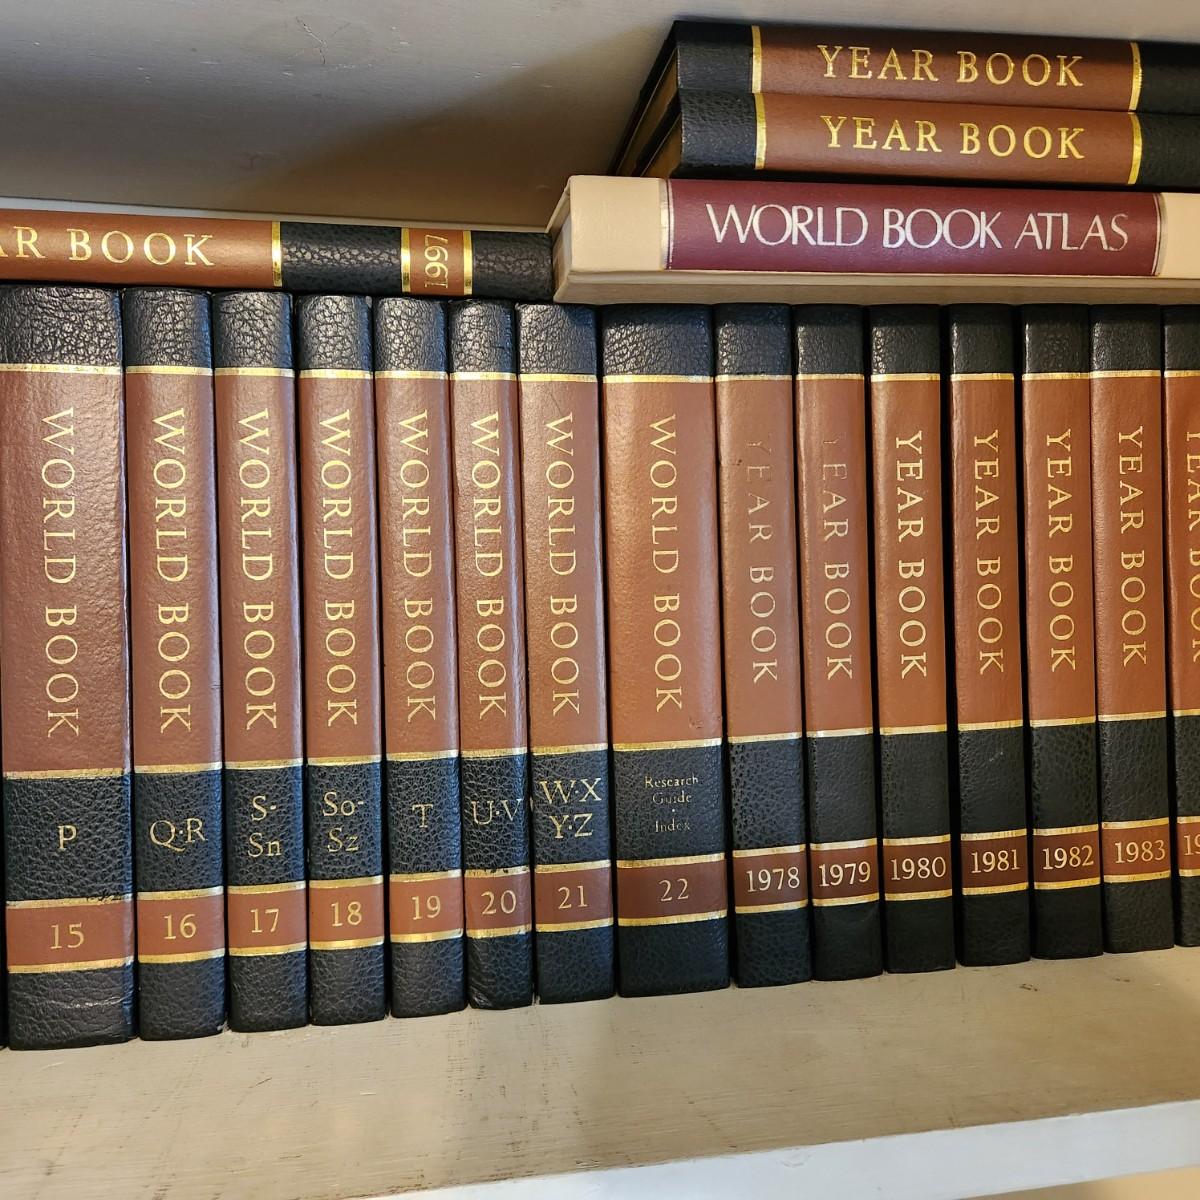 YEAR BOOK
YEAR BOOK
WORLD BOOK ATLAS
BOOK
1997
WORLD BOOK
P
15
WORLD BOOK
Q·R
16
WORLD BOOK
S-
Sn
17
WORLD BOOK
So-
Sz
18
WORLD BOOK
T
19
WORLD BOOK
U·V
20
WORLD BOOK
W·X
Y·Z
21
WORLD BOOK
Research
Guide
Index
22
YEAR BOOK
1978
YEAR BOOK
1979
YEAR BOOK
1980
YEAR BOOK
1981
YEAR BOOK
1982
YEAR BOOK
1983